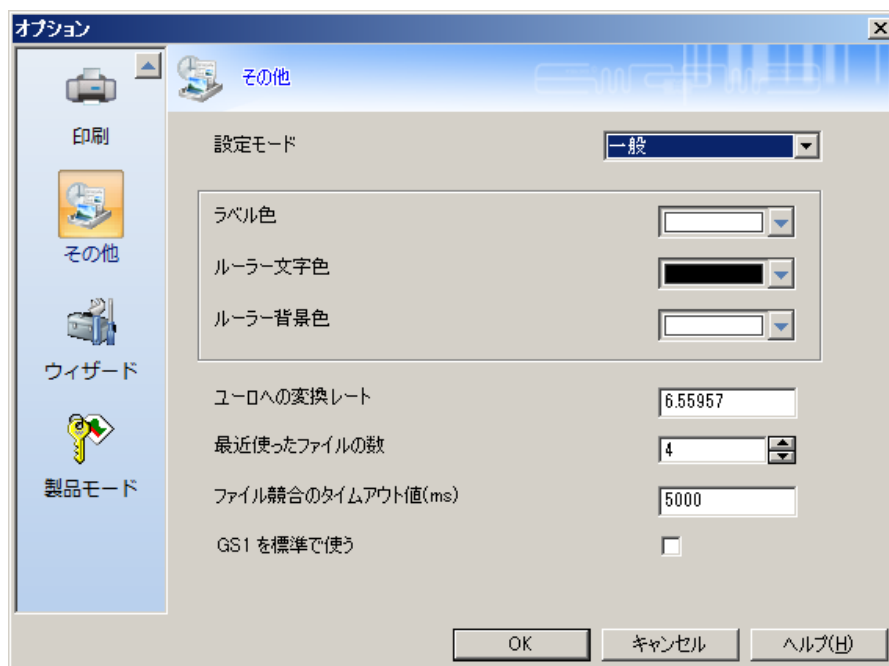 オプション
印刷
その他
ウィザード
製品モード
その他
設定モード 一般
ラベル色
ルーラー文字色
ルーラー背景色
ユーロへの変換レート 6.55957
最近使ったファイルの数 4
ファイル競合のタイムアウト値(ms) 5000
GS1 を標準で使う
OK キャンセル ヘルプ(H)